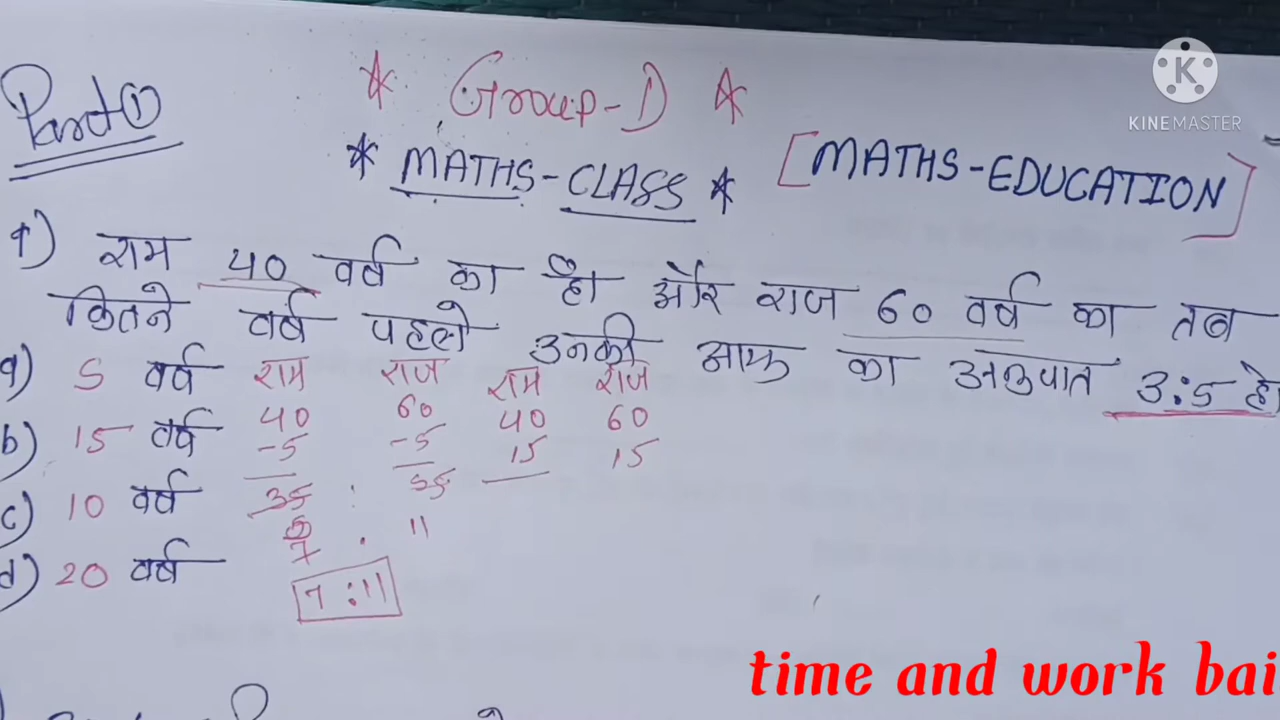 Part ①
* Group-D *
* MATHS-CLASS *
[MATHS-EDUCATION]
KINEMASTER
१) राम 40 वर्ष का है। और राज 60 वर्ष का तब
कितने वर्ष पहले उनकी आयु का अनुपात 3:5 है।
a) 5 वर्ष
b) 15 वर्ष
c) 10 वर्ष
d) 20 वर्ष
राम राज राम राज
40 60 40 60
-5 -5 15 15
35 : 55
7 : 11
7:11
time and work bai